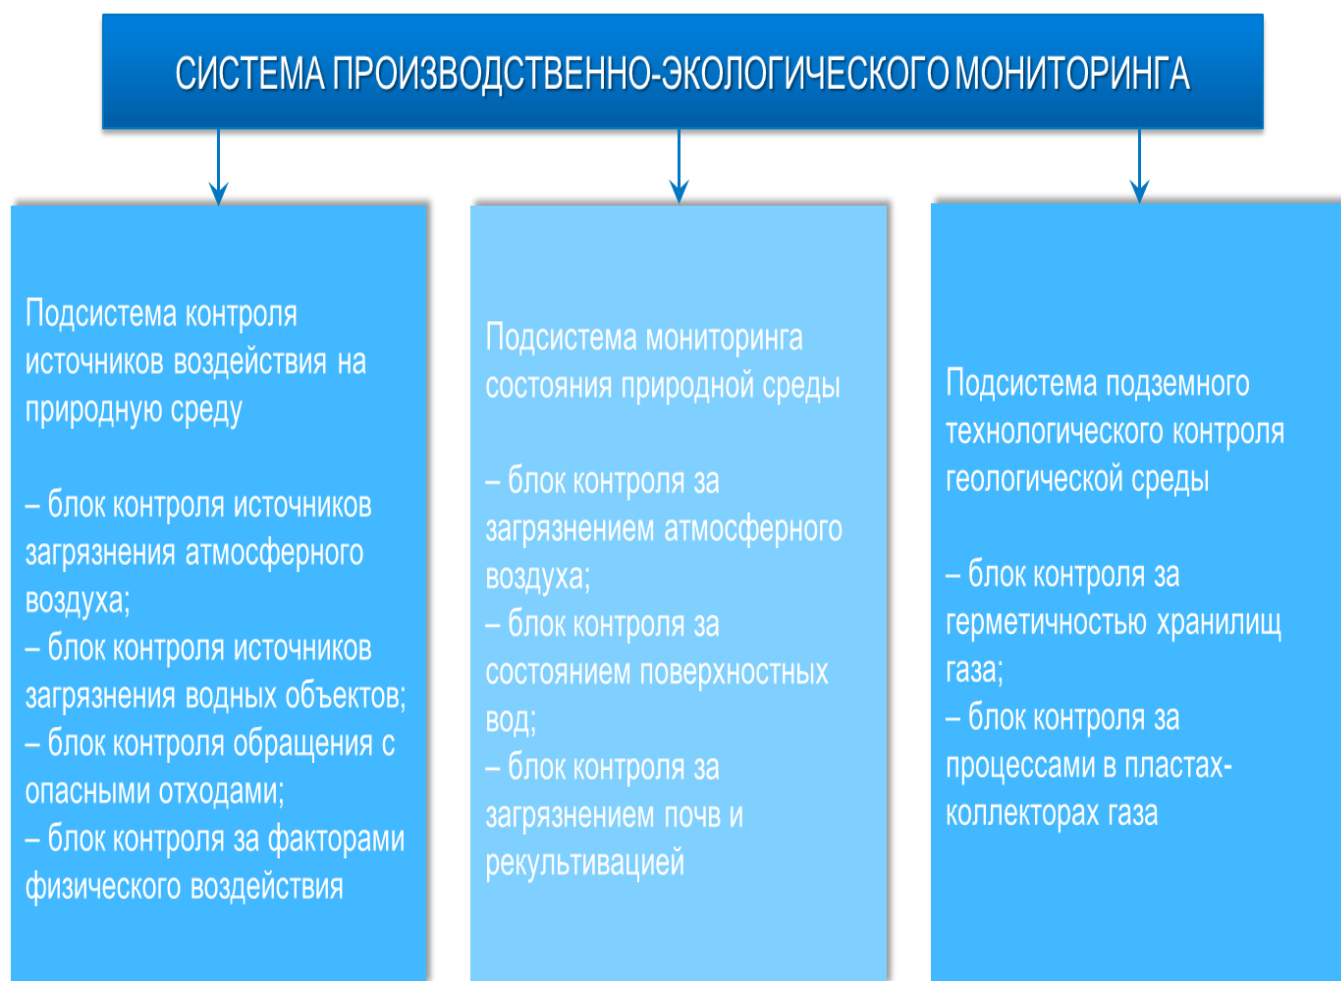 СИСТЕМА ПРОИЗВОДСТВЕННО-ЭКОЛОГИЧЕСКОГО МОНИТОРИНГА
Подсистема контроля
источников воздействия на
природную среду
– блок контроля источников
загрязнения атмосферного
воздуха;
– блок контроля источников
загрязнения водных объектов;
– блок контроля обращения с
опасными отходами;
– блок контроля за факторами
физического воздействия
Подсистема мониторинга
состояния природной среды
– блок контроля за
загрязнением атмосферного
воздуха;
– блок контроля за
состоянием поверхностных
вод;
– блок контроля за
загрязнением почв и
рекультивацией
Подсистема подземного
технологического контроля
геологической среды
– блок контроля за
герметичностью хранилищ
газа;
– блок контроля за
процессами в пластах-
коллекторах газа